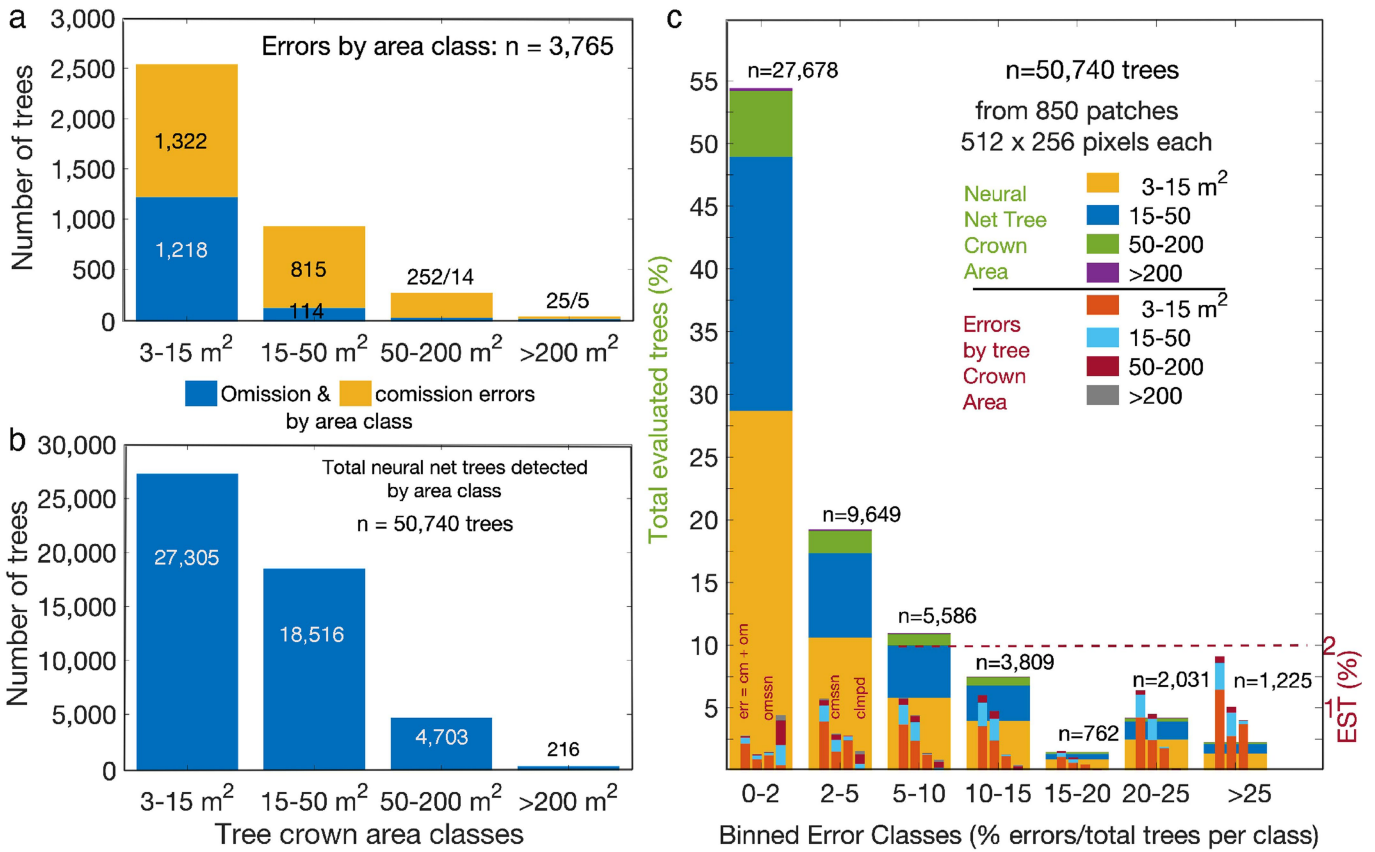 a
3,000
2,500
2,000
1,500
1,000
500
0
Number of trees
Errors by area class: n = 3,765
1,322
1,218
815
114
252/14
25/5
3-15 m²
15-50 m²
50-200 m²
>200 m²
Omission &
comission errors
by area class
b
30,000
25,000
20,000
15,000
10,000
5,000
0
Number of trees
Total neural net trees detected
by area class
n = 50,740 trees
27,305
18,516
4,703
216
3-15 m²
15-50 m²
50-200 m²
>200 m²
Tree crown area classes
c
55
50
45
40
35
30
25
20
15
10
5
Total evaluated trees (%)
n=27,678
n=9,649
n=5,586
n=3,809
n=762
n=2,031
n=1,225
n=50,740 trees
from 850 patches
512 x 256 pixels each
Neural
Net Tree
Crown
Area
3-15 m²
15-50
50-200
>200
Errors
by tree
Crown
Area
3-15 m²
15-50
50-200
>200
err = cm + om
omssn
cmssn
clmpd
2
1
EST (%)
0-2
2-5
5-10
10-15
15-20
20-25
>25
Binned Error Classes (% errors/total trees per class)